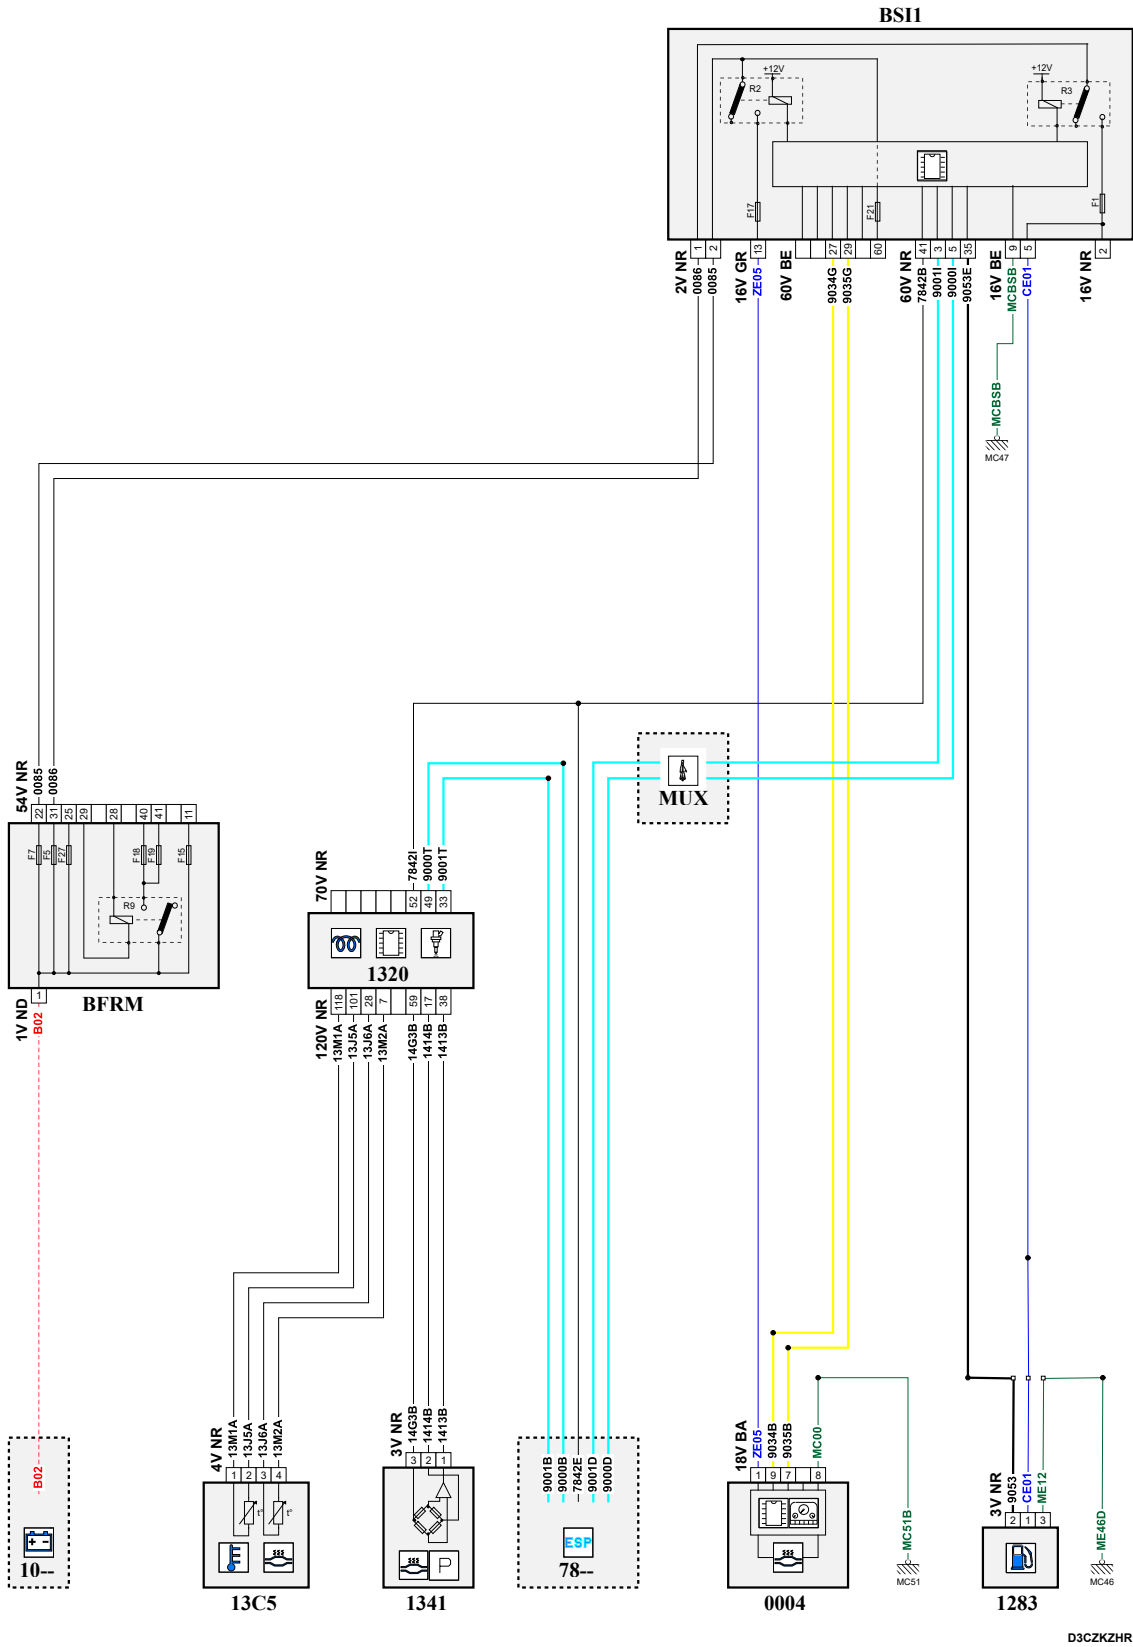 BSI1
+12V
R2
+12V
R3
F17
F21
F1
1
2
13
27
29
60
41
3
5
35
9
5
2
2V NR
0086
0085
16V GR
ZE05
60V BE
9034G
9035G
60V NR
7842B
9001I
9000I
9053E
16V BE
MCBSB
CE01
16V NR
MCBSB
MC47
MUX
54V NR
0085
0086
22
31
25
29
28
40
41
11
F7
F5
F27
F18
F19
F15
R9
1
BFRM
1V ND
B02
70V NR
7842I
9000T
9001T
52
49
33
1320
118
101
28
7
59
17
38
120V NR
13M1A
13J5A
13J6A
13M2A
14G3B
1414B
1413B
B02
+ -
10--
4V NR
13M1A
13J5A
13J6A
13M2A
1
2
3
4
t°
t°
13C5
3V NR
14G3B
1414B
1413B
3
2
1
P
1341
9001B
9000B
7842E
9001D
9000D
ESP
78--
18V BA
ZE05
9034B
9035B
MC00
1
9
7
8
0004
MC51B
MC51
3V NR
9053
CE01
ME12
2
1
3
1283
ME46D
MC46
D3CZKZHR